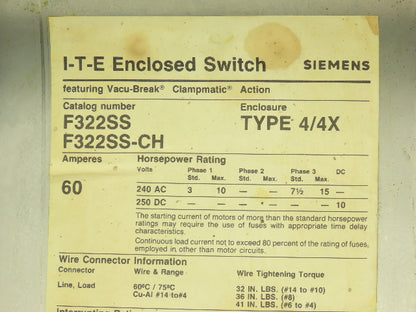 I-T-E Enclosed Switch SIEMENS
featuring Vacu-Break® Clampmatic® Action
Catalog number Enclosure
F322SS TYPE 4/4X
F322SS-CH
Amperes Horsepower Rating
Volts Phase 1 Phase 2 Phase 3 DC
Std. Max. Std. Max. Std. Max.
60 240 AC 3 10 — — 7½ 15 —
250 DC — — — — — — 10
The starting current of motors of more than the standard horsepower
ratings may require the use of fuses with appropriate time delay
characteristics.
Continuous load current not to exceed 80 percent of the rating of fuses,
employed in other than motor circuits.
Wire Connector Information
Connector Wire & Range Wire Tightening Torque
Line, Load 60ºC / 75ºC 32 IN. LBS. (#14 to #10)
Cu-Al #14 to #4 36 IN. LBS. (#8)
41 IN. LBS. (#6 to #4)